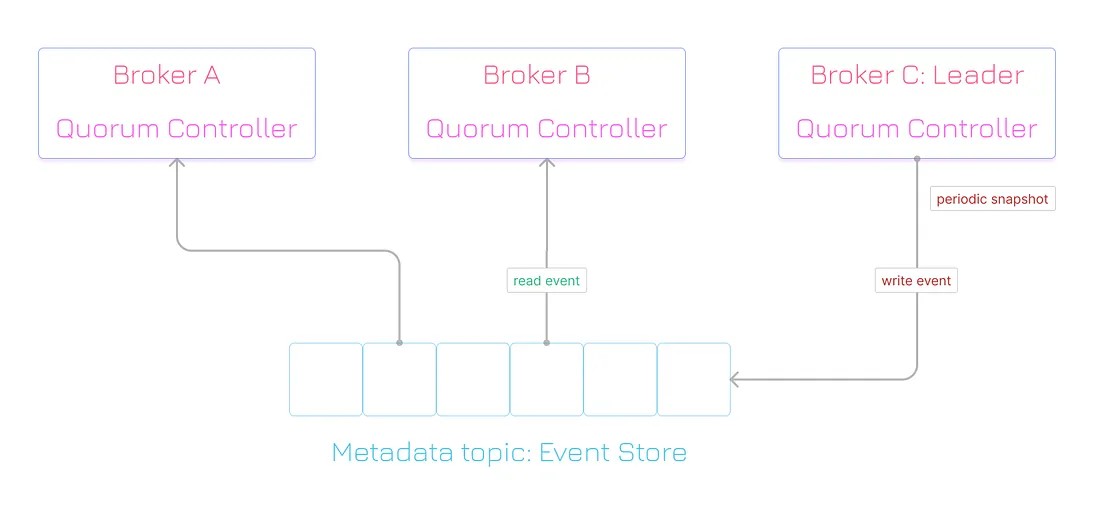 Broker A
Quorum Controller
Broker B
Quorum Controller
Broker C: Leader
Quorum Controller
periodic snapshot
read event
write event
Metadata topic: Event Store